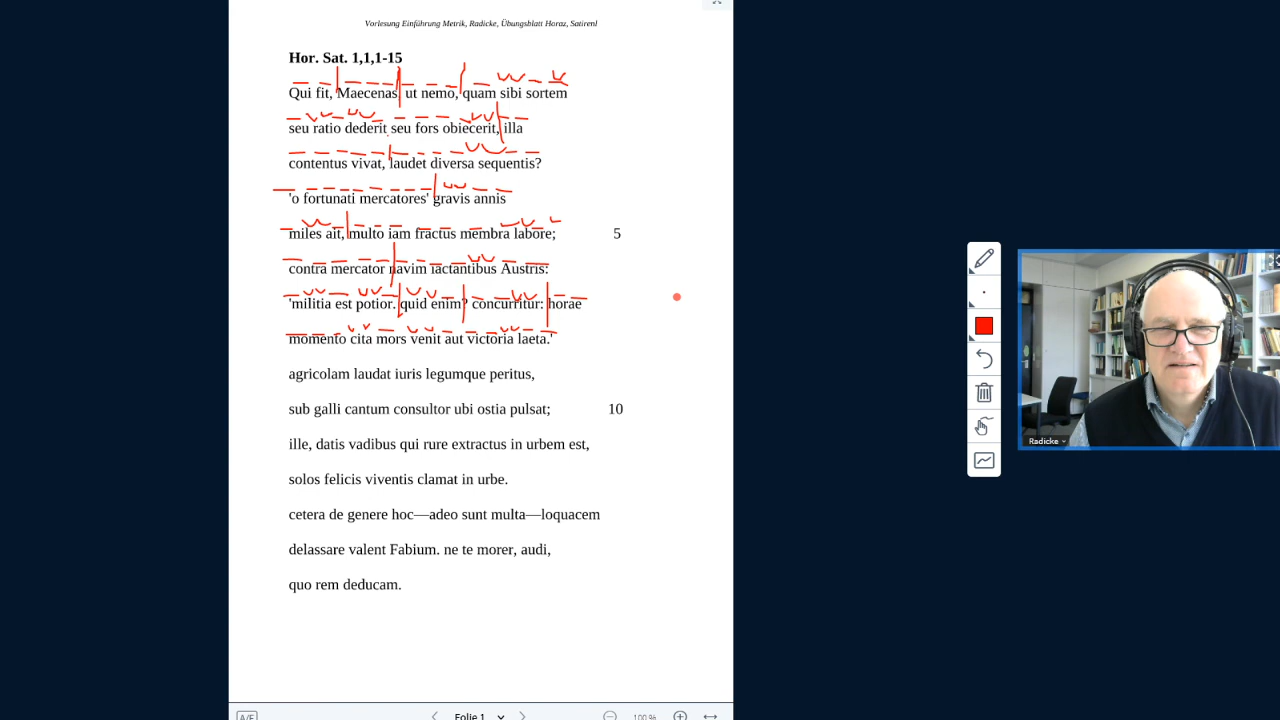 Vorlesung Einführung Metrik, Radicke, Übungsblatt Horaz, SatirenI
Hor. Sat. 1,1,1-15
Qui fit, Maecenas, ut nemo, quam sibi sortem
seu ratio dederit seu fors obiecerit, illa
contentus vivat, laudet diversa sequentis?
'o fortunati mercatores' gravis annis
miles ait, multo iam fractus membra labore; 5
contra mercator navim iactantibus Austris:
'militia est potior. quid enim? concurritur: horae
momento cita mors venit aut victoria laeta.'
agricolam laudat iuris legumque peritus,
sub galli cantum consultor ubi ostia pulsat; 10
ille, datis vadibus qui rure extractus in urbem est,
solos felicis viventis clamat in urbe.
cetera de genere hoc—adeo sunt multa—loquacem
delassare valent Fabium. ne te morer, audi,
quo rem deducam.
Radicke
Folie 1
100 %